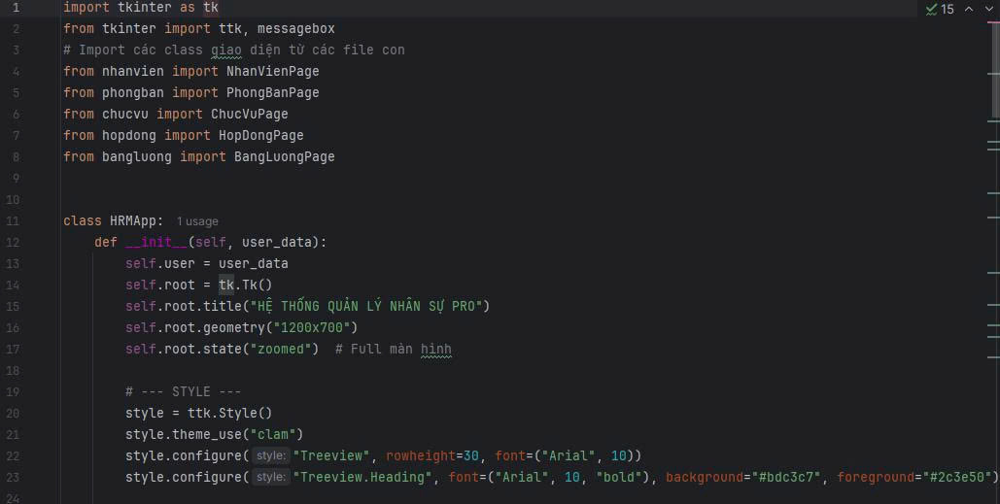 15
1 import tkinter as tk
2 from tkinter import ttk, messagebox
3 # Import các class giao diện từ các file con
4 from nhanvien import NhanVienPage
5 from phongban import PhongBanPage
6 from chucvu import ChucVuPage
7 from hopdong import HopDongPage
8 from bangluong import BangLuongPage
9
10
11 class HRMApp: 1 usage
12 def __init__(self, user_data):
13 self.user = user_data
14 self.root = tk.Tk()
15 self.root.title("HỆ THỐNG QUẢN LÝ NHÂN SỰ PRO")
16 self.root.geometry("1200x700")
17 self.root.state("zoomed") # Full màn hình
18
19 # --- STYLE ---
20 style = ttk.Style()
21 style.theme_use("clam")
22 style.configure( style: "Treeview", rowheight=30, font=("Arial", 10))
23 style.configure( style: "Treeview.Heading", font=("Arial", 10, "bold"), background="#bdc3c7", foreground="#2c3e50")
24